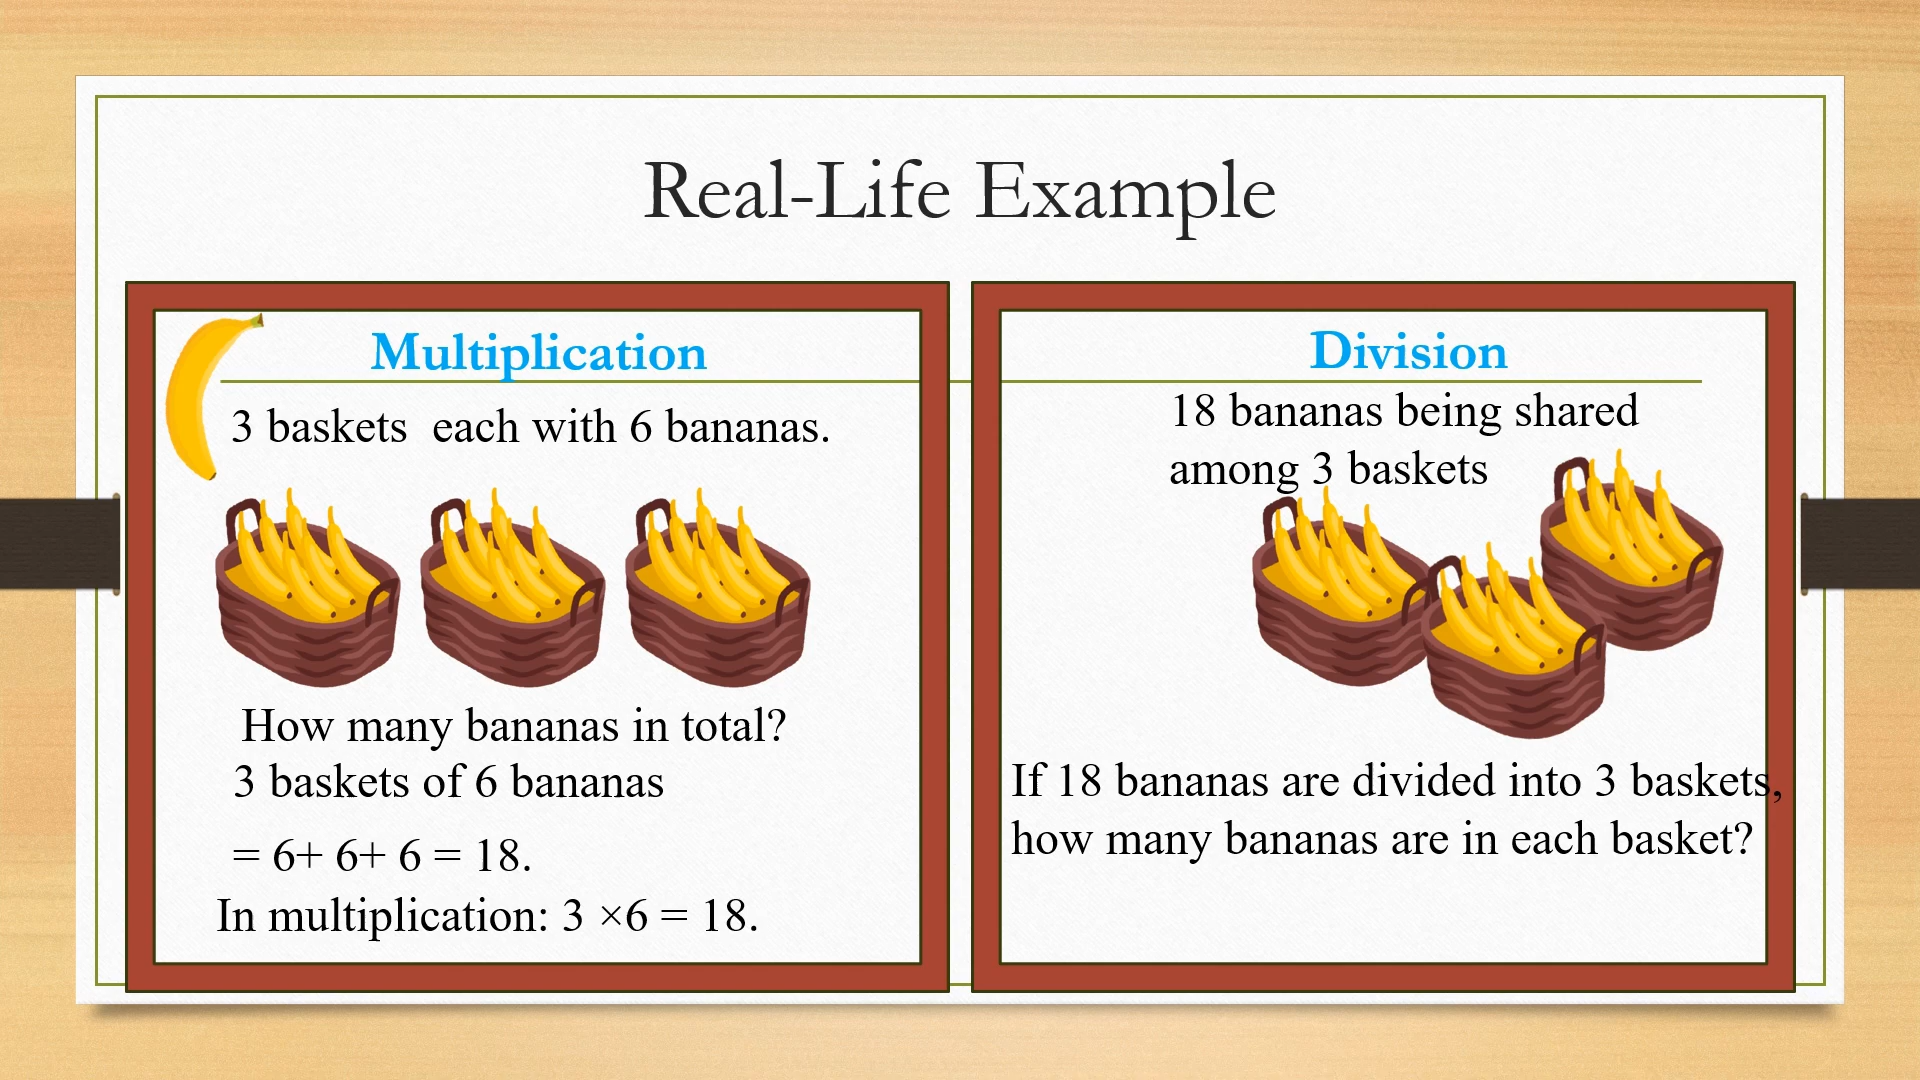 Real-Life Example
Multiplication
3 baskets  each with 6 bananas.
How many bananas in total?
3 baskets of 6 bananas
= 6+ 6+ 6 = 18.
In multiplication: 3 ×6 = 18.
Division
18 bananas being shared
among 3 baskets
If 18 bananas are divided into 3 baskets,
how many bananas are in each basket?